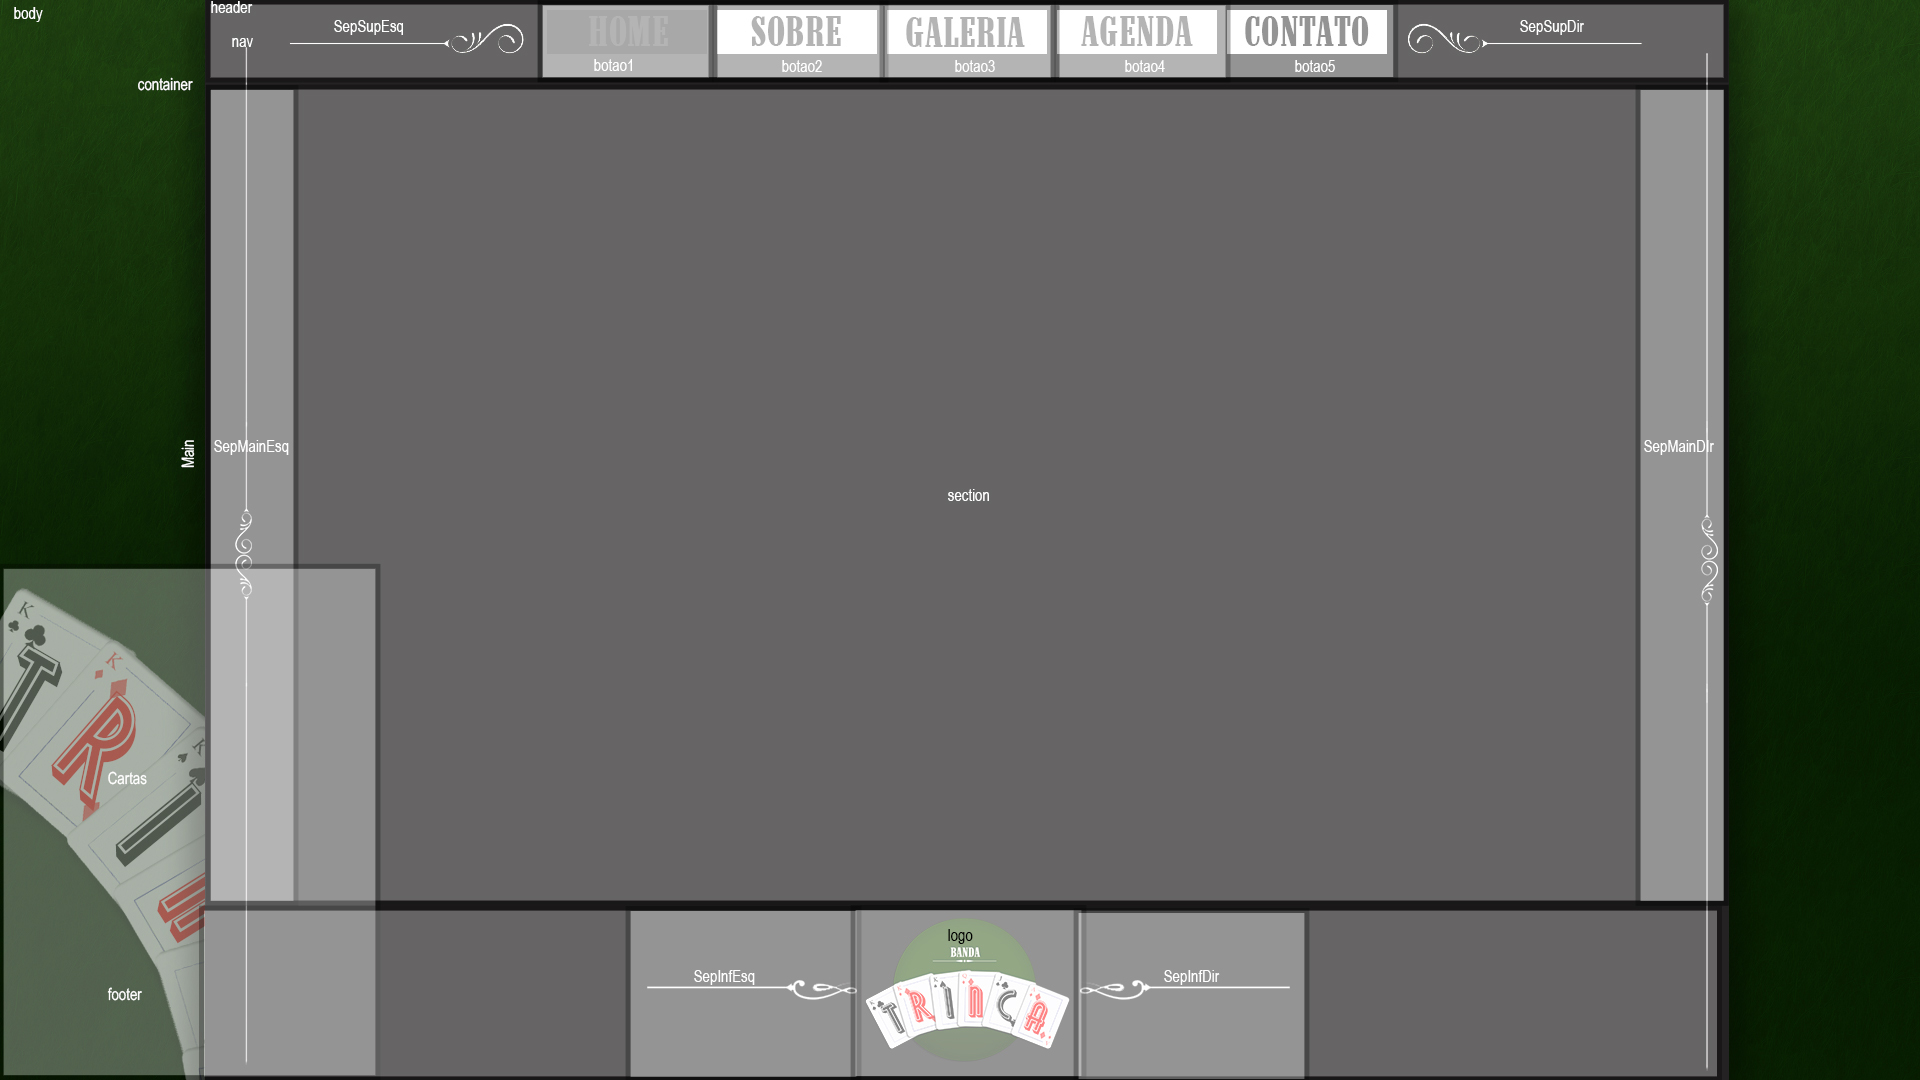 body
header
nav
SepSupEsq
HOME
SOBRE
GALERIA
AGENDA
CONTATO
SepSupDir
botao1
botao2
botao3
botao4
botao5
container
Main
SepMainEsq
SepMainDIr
section
K
K
K
T
R
I
Cartas
footer
SepInfEsq
logo
BANDA
TRINCA
SepInfDir